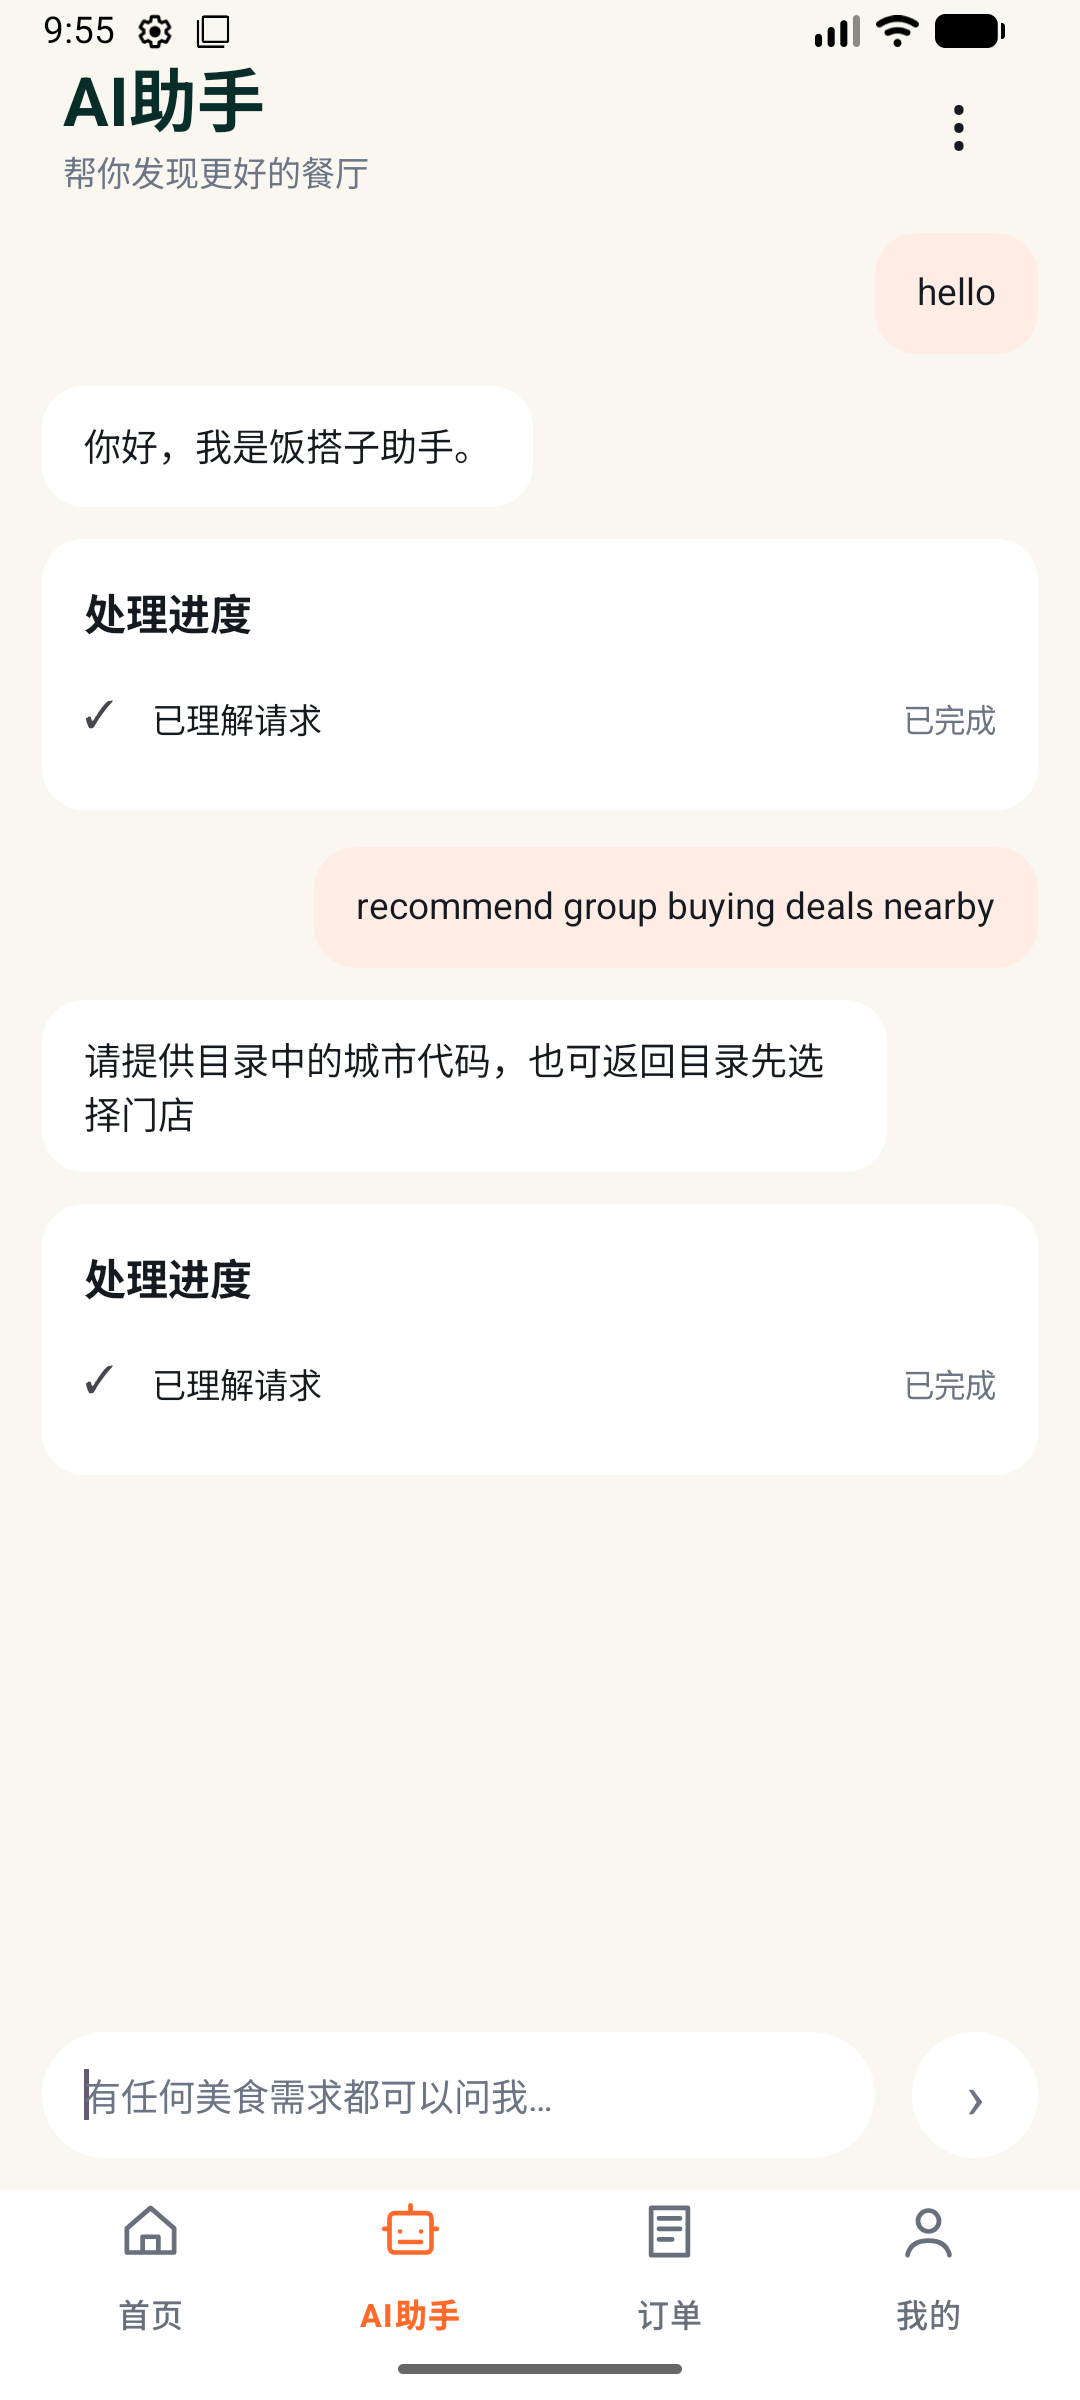 9:55
AI助手
帮你发现更好的餐厅
hello
你好，我是饭搭子助手。
处理进度
✓ 已理解请求 已完成
recommend group buying deals nearby
请提供目录中的城市代码，也可返回目录先选
择门店
处理进度
✓ 已理解请求 已完成
有任何美食需求都可以问我...
首页 AI助手 订单 我的